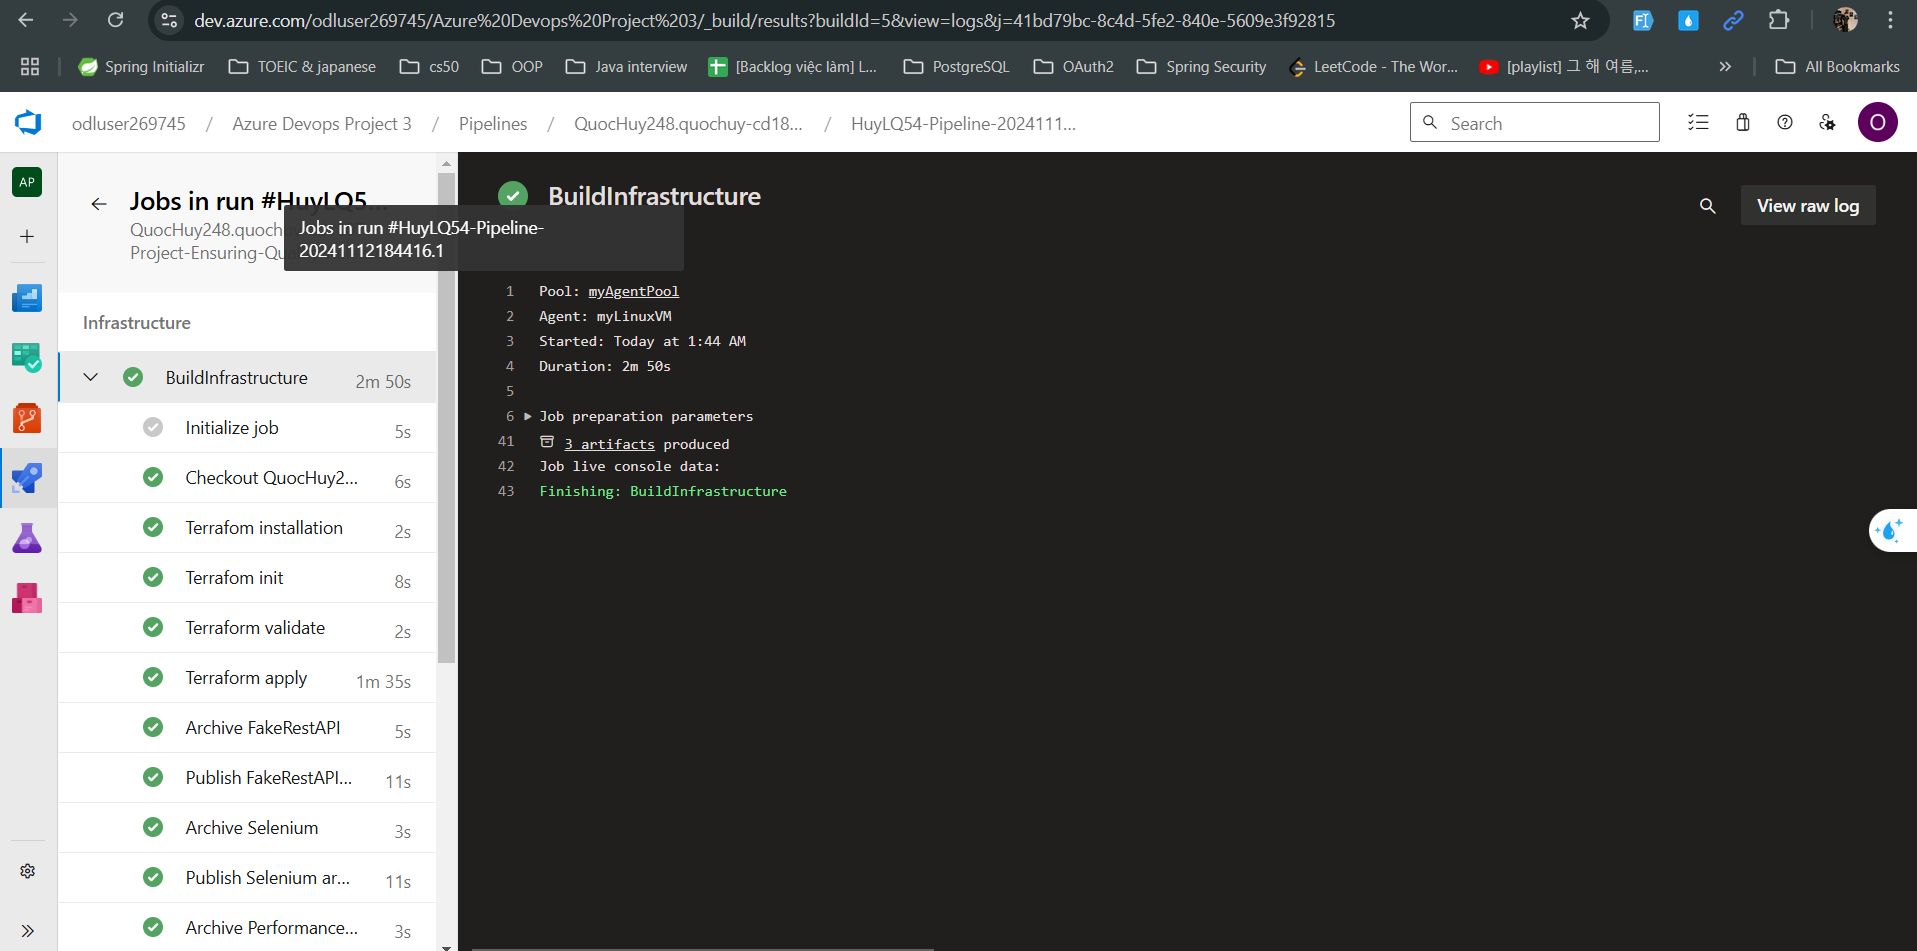 dev.azure.com/odluser269745/Azure%20Devops%20Project%203/_build/results?buildId=5&view=logs&j=41bd79bc-8c4d-5fe2-840e-5609e3f92815
Spring Initializr
TOEIC & japanese
cs50
OOP
Java interview
[Backlog việc làm] L...
PostgreSQL
OAuth2
Spring Security
LeetCode - The Wor...
[playlist] 그 해 여름,...
All Bookmarks
odluser269745 / Azure Devops Project 3 / Pipelines / QuocHuy248.quochuy-cd18... / HuyLQ54-Pipeline-2024111...
Search
O
AP
Jobs in run #HuyLQ5...
QuocHuy248.quochu
Project-Ensuring-Qu
Jobs in run #HuyLQ54-Pipeline-
20241112184416.1
Infrastructure
BuildInfrastructure 2m 50s
Initialize job 5s
Checkout QuocHuy2... 6s
Terrafom installation 2s
Terrafom init 8s
Terraform validate 2s
Terraform apply 1m 35s
Archive FakeRestAPI 5s
Publish FakeRestAPI... 11s
Archive Selenium 3s
Publish Selenium ar... 11s
Archive Performance... 3s
BuildInfrastructure
View raw log
1 Pool: myAgentPool
2 Agent: myLinuxVM
3 Started: Today at 1:44 AM
4 Duration: 2m 50s
5
6 Job preparation parameters
41 3 artifacts produced
42 Job live console data:
43 Finishing: BuildInfrastructure